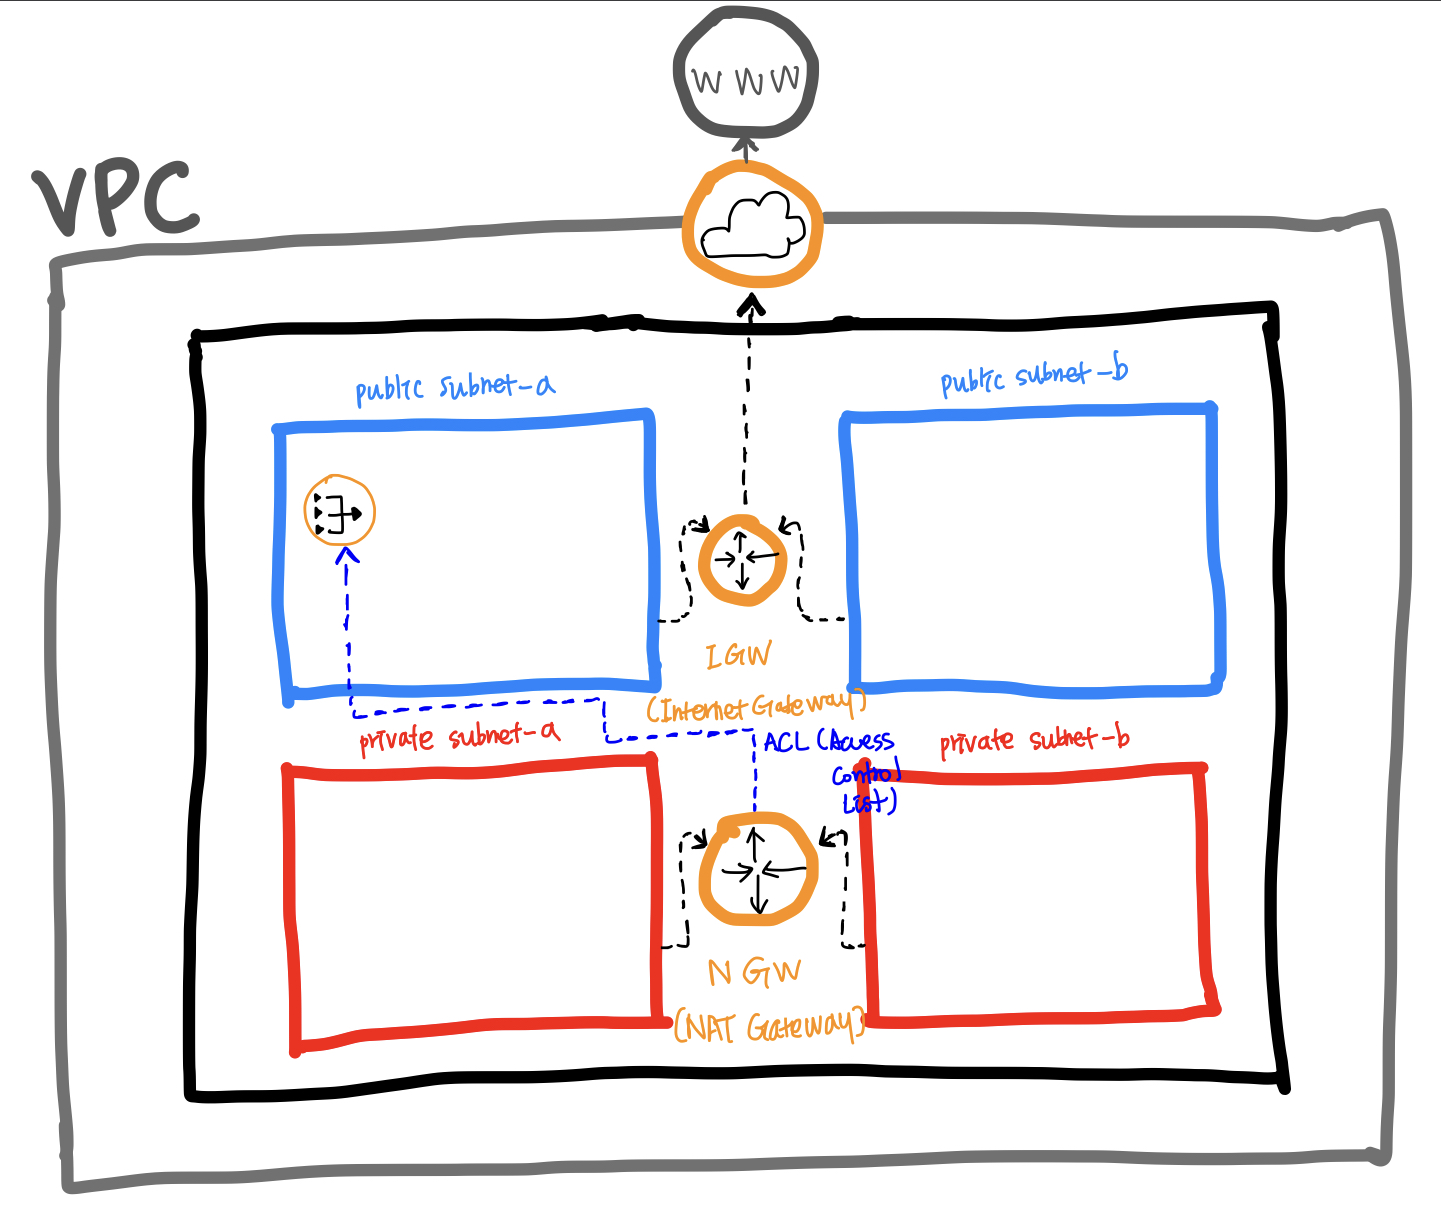 WWW
VPC
public subnet-a
public subnet-b
IGW
(Internet Gateway)
private subnet-a
ACL (Access
Control
List)
private subnet-b
NGW
(NAT Gateway)